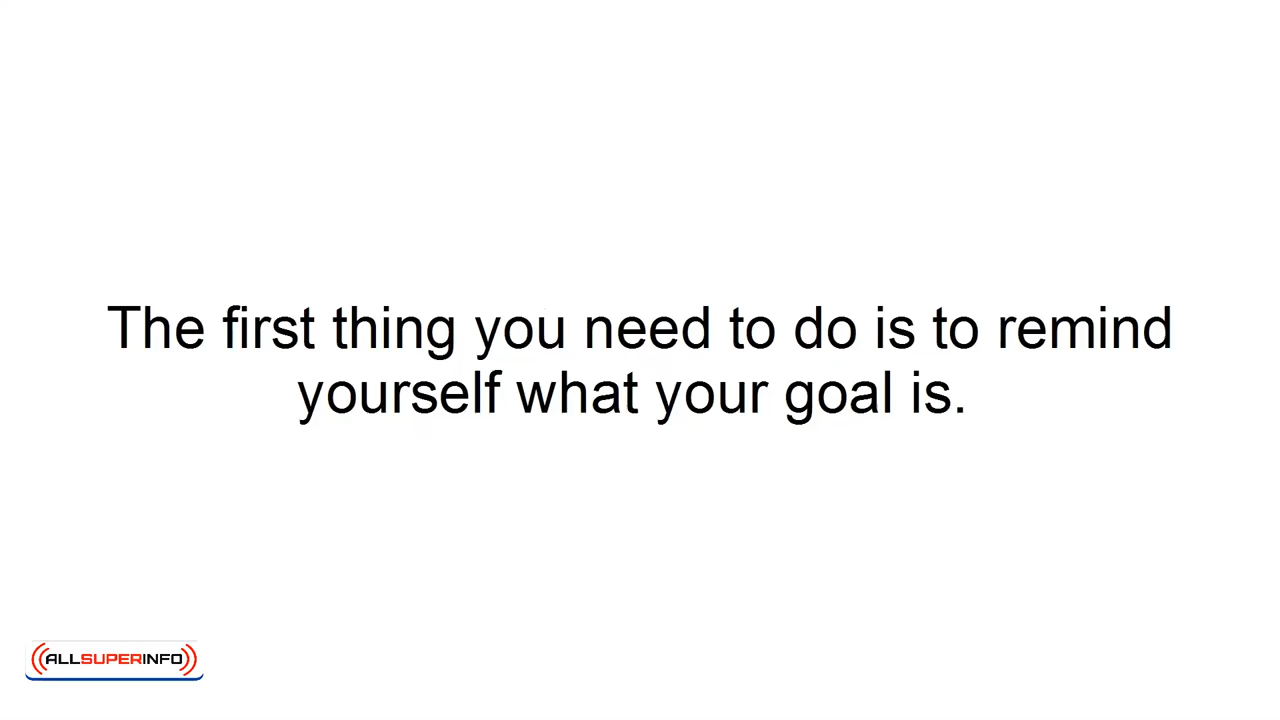 The first thing you need to do is to remind
yourself what your goal is.
ALLSUPERINFO